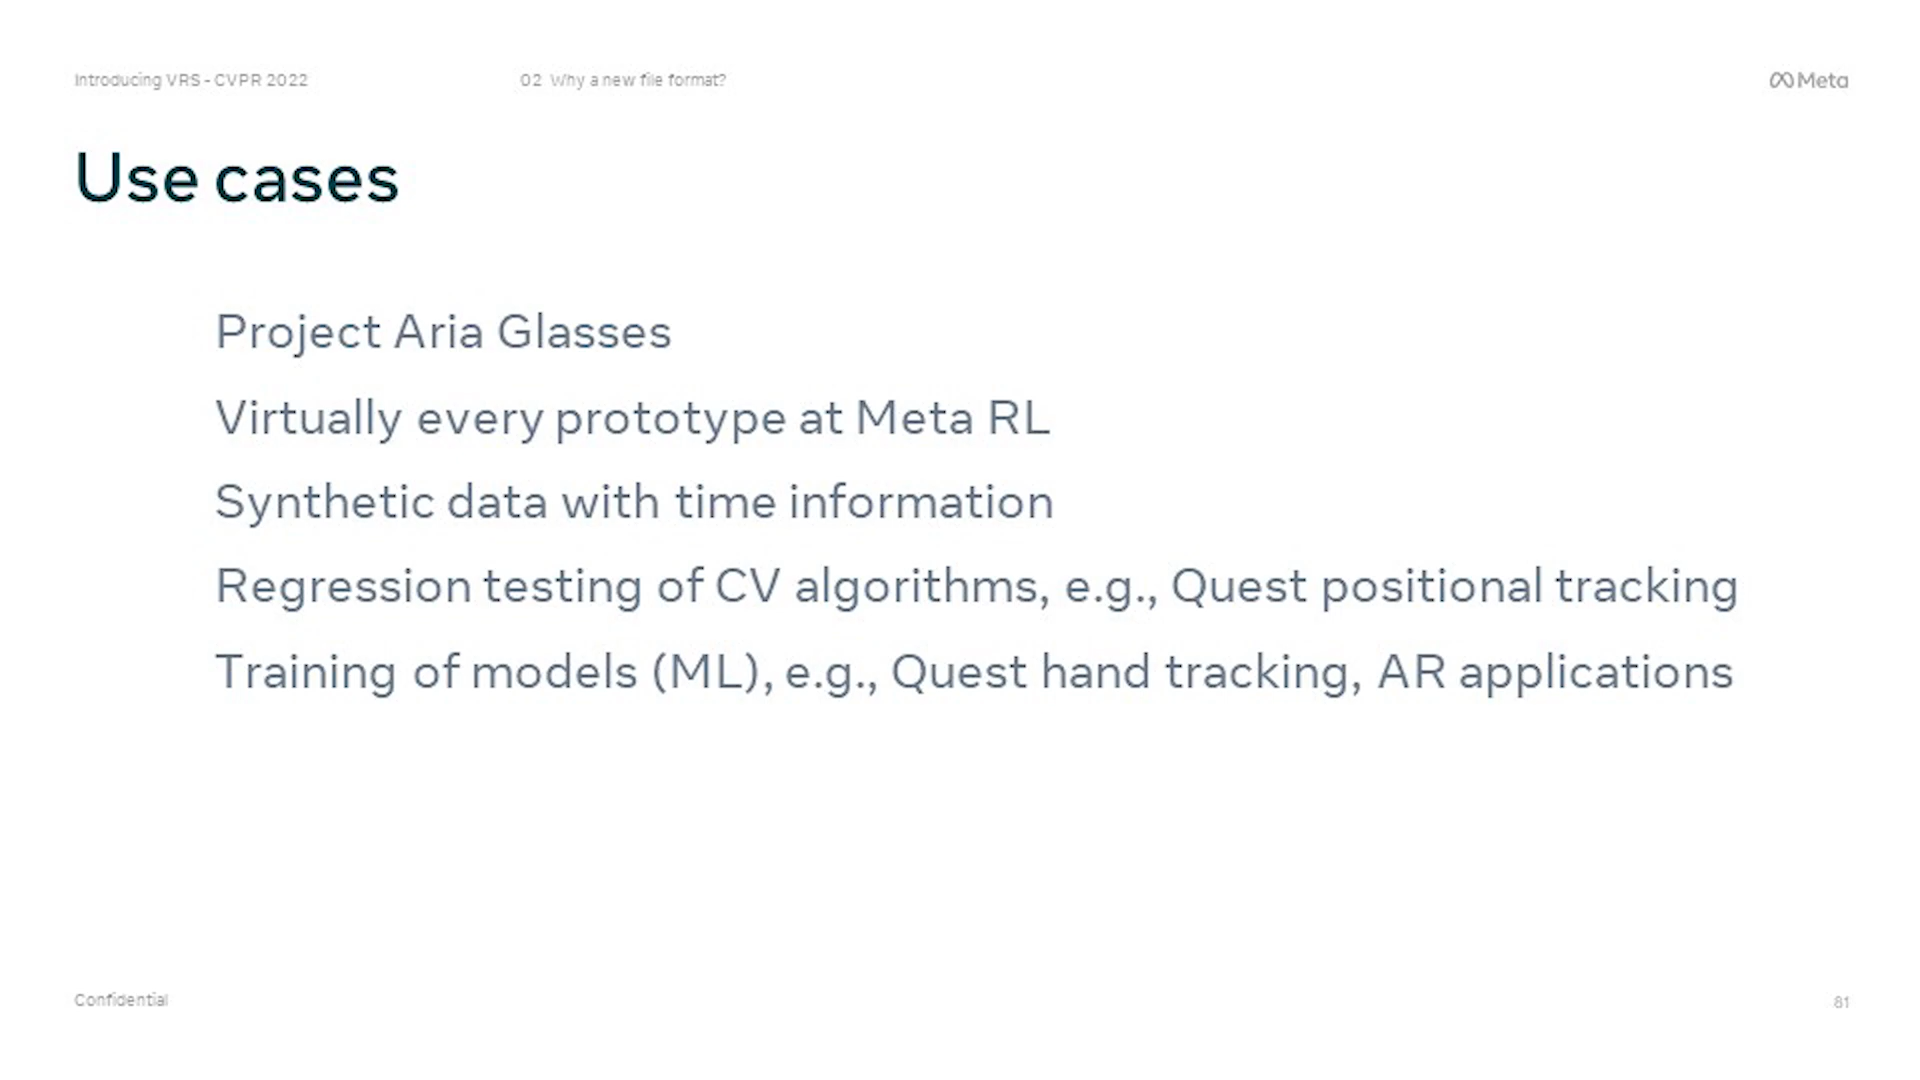 Introducing VRS - CVPR 2022
02 Why a new file format?
Meta
Use cases
Project Aria Glasses
Virtually every prototype at Meta RL
Synthetic data with time information
Regression testing of CV algorithms, e.g., Quest positional tracking
Training of models (ML), e.g., Quest hand tracking, AR applications
Confidential
81